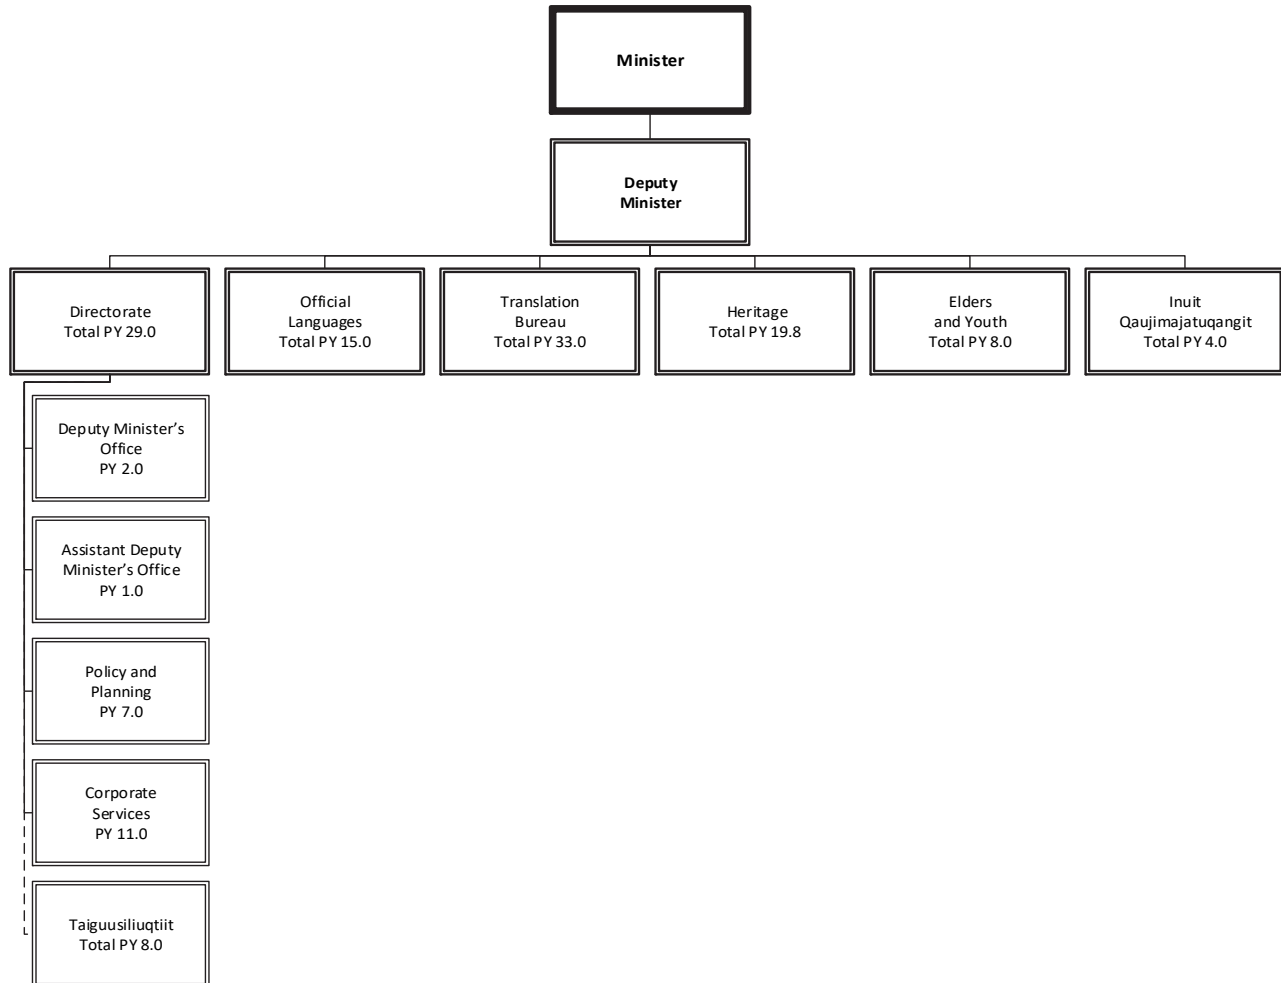 Minister
Deputy
Minister
Directorate
Total PY 29.0
Official
Languages
Total PY 15.0
Translation
Bureau
Total PY 33.0
Heritage
Total PY 19.8
Elders
and Youth
Total PY 8.0
Inuit
Qaujimajatuqangit
Total PY 4.0
Deputy Minister’s
Office
PY 2.0
Assistant Deputy
Minister’s Office
PY 1.0
Policy and
Planning
PY 7.0
Corporate
Services
PY 11.0
Taiguusiliuqtiit
Total PY 8.0